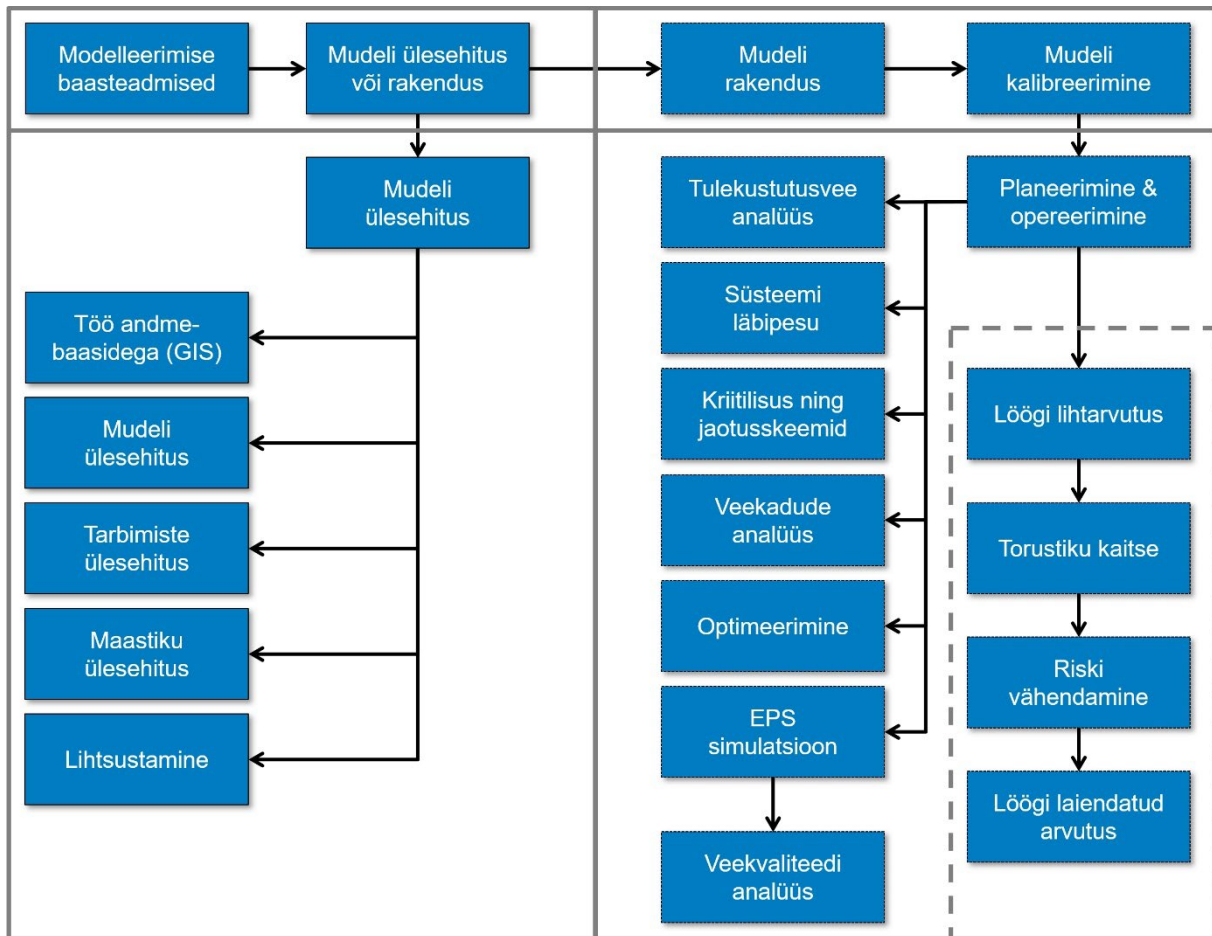 Modelleerimise
baasteadmised
Mudeli ülesehitus
või rakendus
Mudeli
rakendus
Mudeli
kalibreerimine
Mudeli
ülesehitus
Töö andme-
baasidega (GIS)
Mudeli
ülesehitus
Tarbimiste
ülesehitus
Maastiku
ülesehitus
Lihtsustamine
Tulekustutusvee
analüüs
Süsteemi
läbipesu
Kriitilisus ning
jaotusskeemid
Veekadude
analüüs
Optimeerimine
EPS
simulatsioon
Veekvaliteedi
analüüs
Planeerimine &
opereerimine
Löögi lihtarvutus
Torustiku kaitse
Riski
vähendamine
Löögi laiendatud
arvutus